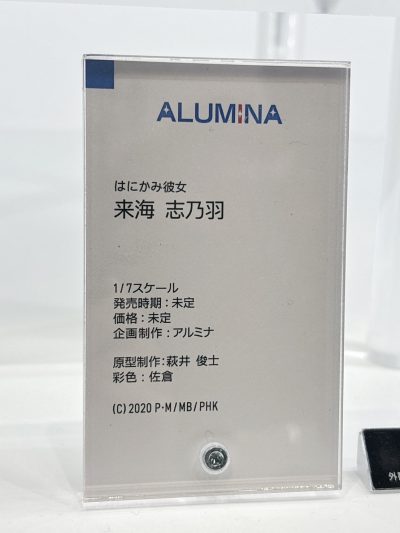 ALUMINA
はにかみ彼女
来海 志乃羽
1/7スケール
発売時期：未定
価格：未定
企画制作：アルミナ
原型制作：萩井 俊士
彩色：佐倉
(C) 2020 P・M/MB/PHK